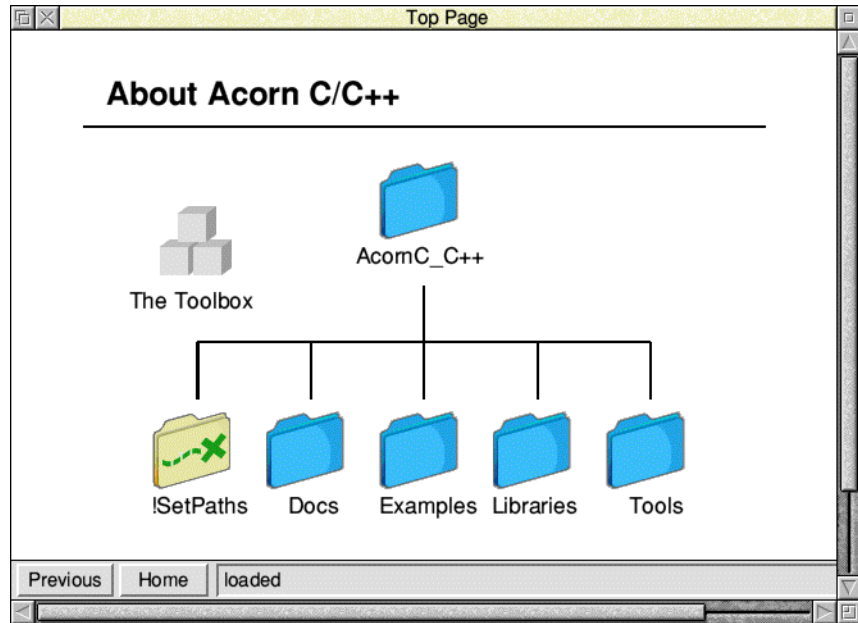 Top Page
About Acorn C/C++
AcornC_C++
The Toolbox
!SetPaths Docs Examples Libraries Tools
Previous Home loaded